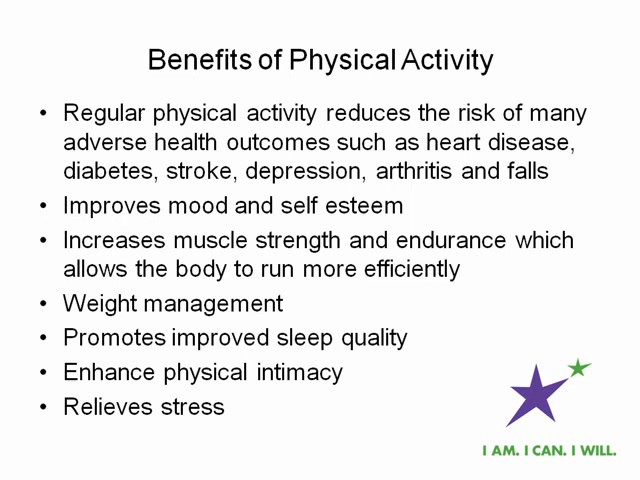 Benefits of Physical Activity
• Regular physical activity reduces the risk of many
adverse health outcomes such as heart disease,
diabetes, stroke, depression, arthritis and falls
• Improves mood and self esteem
• Increases muscle strength and endurance which
allows the body to run more efficiently
• Weight management
• Promotes improved sleep quality
• Enhance physical intimacy
• Relieves stress
I AM. I CAN. I WILL.